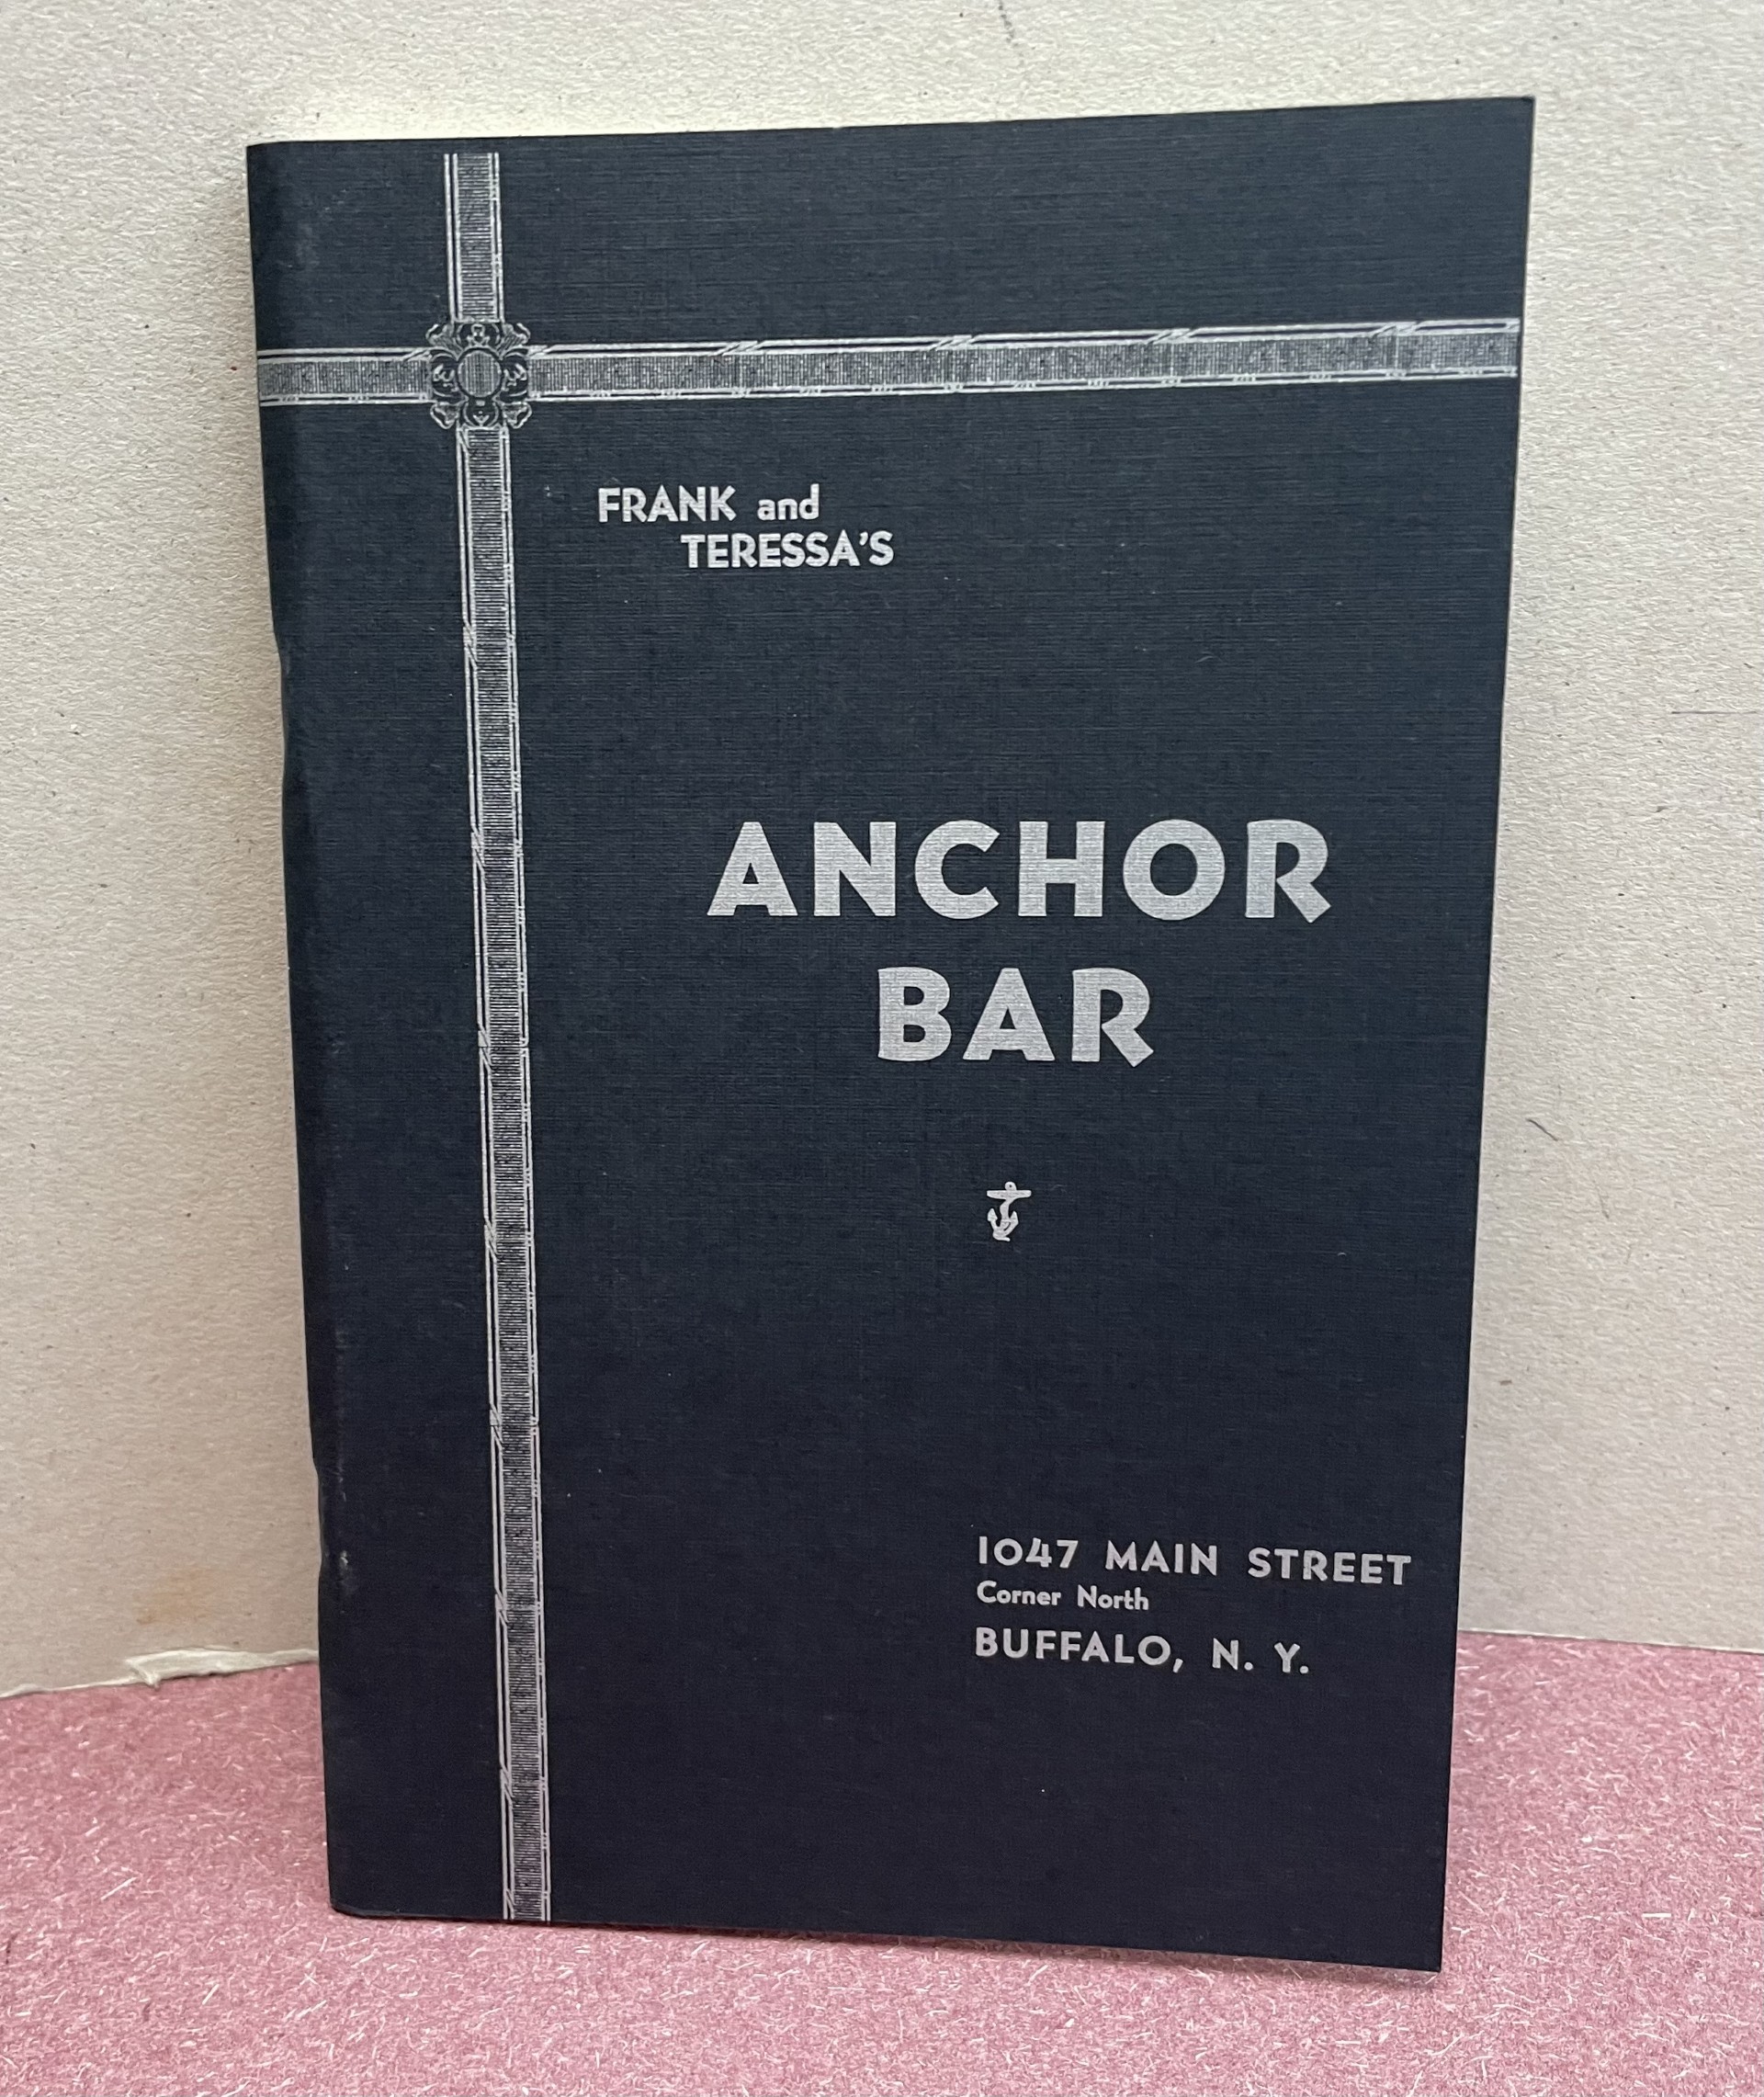 FRANK and
TERESSA'S
ANCHOR
BAR
1047 MAIN STREET
Corner North
BUFFALO, N. Y.